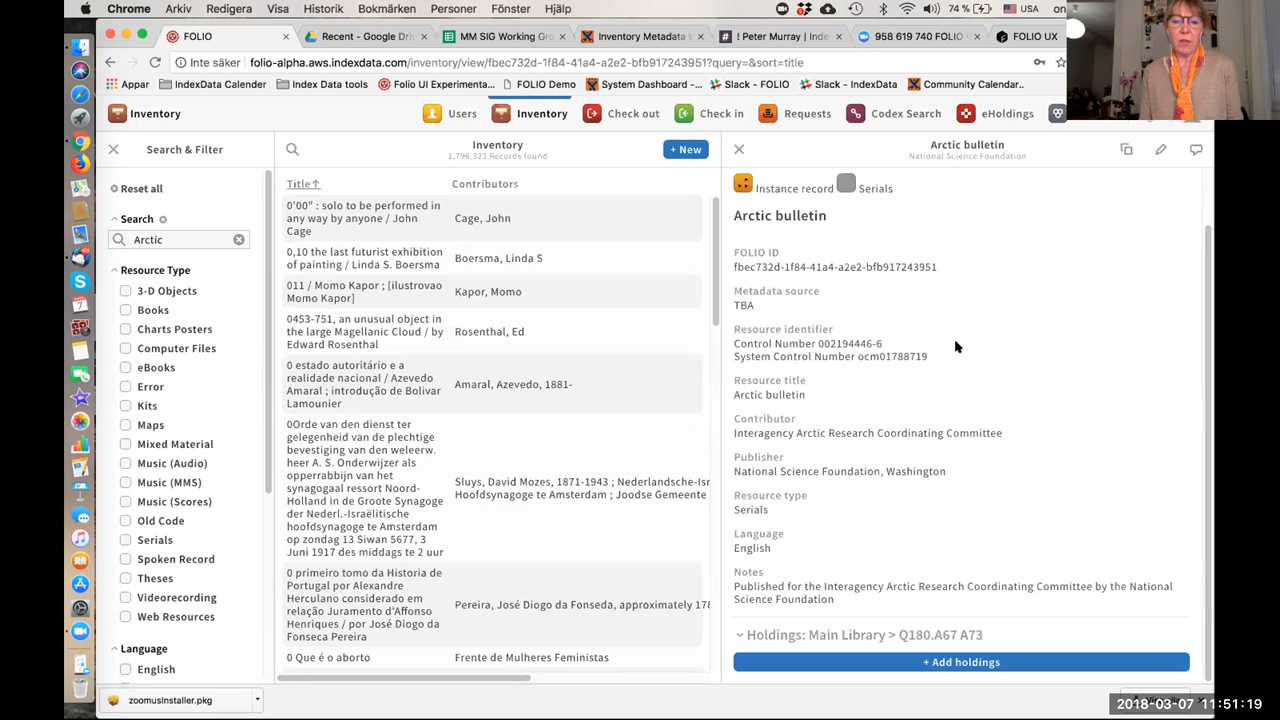 Chrome Arkiv Redigera Visa Historik Bokmärken Personer Fönster Hjälp 74 % USA on
FOLIO Recent - Google Driv MM SIG Working Gro Inventory Metadata E ! Peter Murray | Index 958 619 740 FOLIO FOLIO UX
Inte säker folio-alpha.aws.indexdata.com/inventory/view/fbec732d-1f84-41a4-a2e2-bfb917243951?query=&sort=title
Appar IndexData Calender Index Data tools Folio UI Experimenta... FOLIO Demo System Dashboard -... Slack - FOLIO Slack - IndexData Community Calendar...
Inventory Users Inventory Check out Check in Requests Codex Search eHoldings
Search & Filter
Reset all
Search
Arctic
Resource Type
3-D Objects
Books
Charts Posters
Computer Files
eBooks
Error
Kits
Maps
Mixed Material
Music (Audio)
Music (MMS)
Music (Scores)
Old Code
Serials
Spoken Record
Theses
Videorecording
Web Resources
Language
English
Inventory
1,796,323 Records found
+ New
Title↑ Contributors
0'00" : solo to be performed in
any way by anyone / John
Cage
Cage, John
0,10 the last futurist exhibition
of painting / Linda S. Boersma
Boersma, Linda S
011 / Momo Kapor ; [ilustrovao
Momo Kapor]
Kapor, Momo
0453-751, an unusual object in
the large Magellanic Cloud / by
Edward Rosenthal
Rosenthal, Ed
0 estado autoritário e a
realidade nacional / Azevedo
Amaral ; introdução de Bolivar
Lamounier
Amaral, Azevedo, 1881-
0Orde van den dienst ter
gelegenheid van de plechtige
bevestiging van den weleerw.
heer A. S. Onderwijzer als
opperrabbijn van het
synagogaal ressort Noord-
Holland in de Groote Synagoge
der Nederl.-Israëlitische
hoofdsynagoge te Amsterdam
op zondag 13 Siwan 5677, 3
Juni 1917 des middags te 2 uur
Sluys, David Mozes, 1871-1943 ; Nederlandsche-Isr
Hoofdsynagoge te Amsterdam ; Joodse Gemeente
0 primeiro tomo da Historia de
Portugal por Alexandre
Herculano considerado em
relação Juramento d'Affonso
Henriques / por José Diogo da
Fonseca Pereira
Pereira, José Diogo da Fonseda, approximately 178
0 Que é o aborto
Frente de Mulheres Feministas
Arctic bulletin
National Science Foundation
Instance record Serials
Arctic bulletin
FOLIO ID
fbec732d-1f84-41a4-a2e2-bfb917243951
Metadata source
TBA
Resource identifier
Control Number 002194446-6
System Control Number ocm01788719
Resource title
Arctic bulletin
Contributor
Interagency Arctic Research Coordinating Committee
Publisher
National Science Foundation, Washington
Resource type
Serials
Language
English
Notes
Published for the Interagency Arctic Research Coordinating Committee by the National
Science Foundation
Holdings: Main Library > Q180.A67 A73
+ Add holdings
zoomusInstaller.pkg
2018-03-07 11:51:19